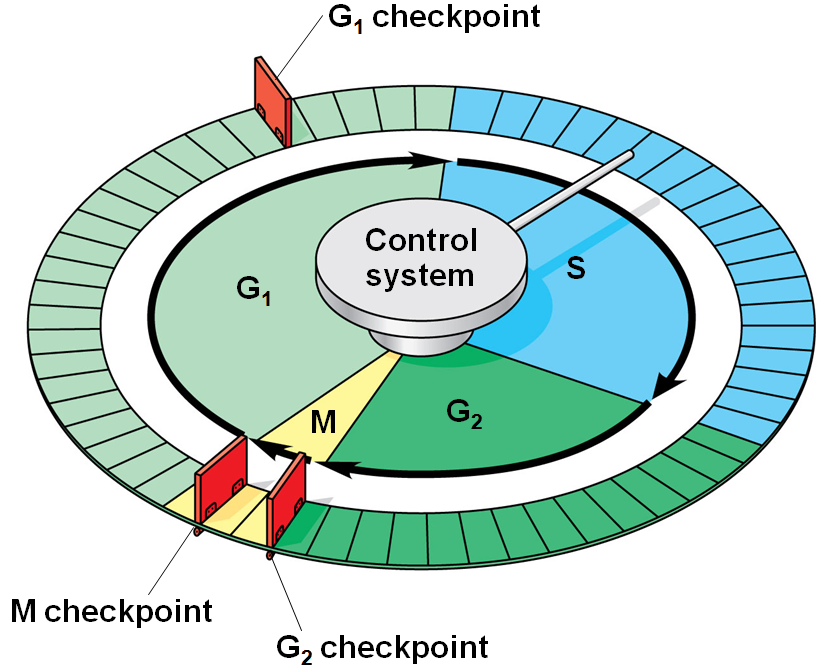 G₁ checkpoint
Control
system
S
G₁
M
G₂
M checkpoint
G₂ checkpoint